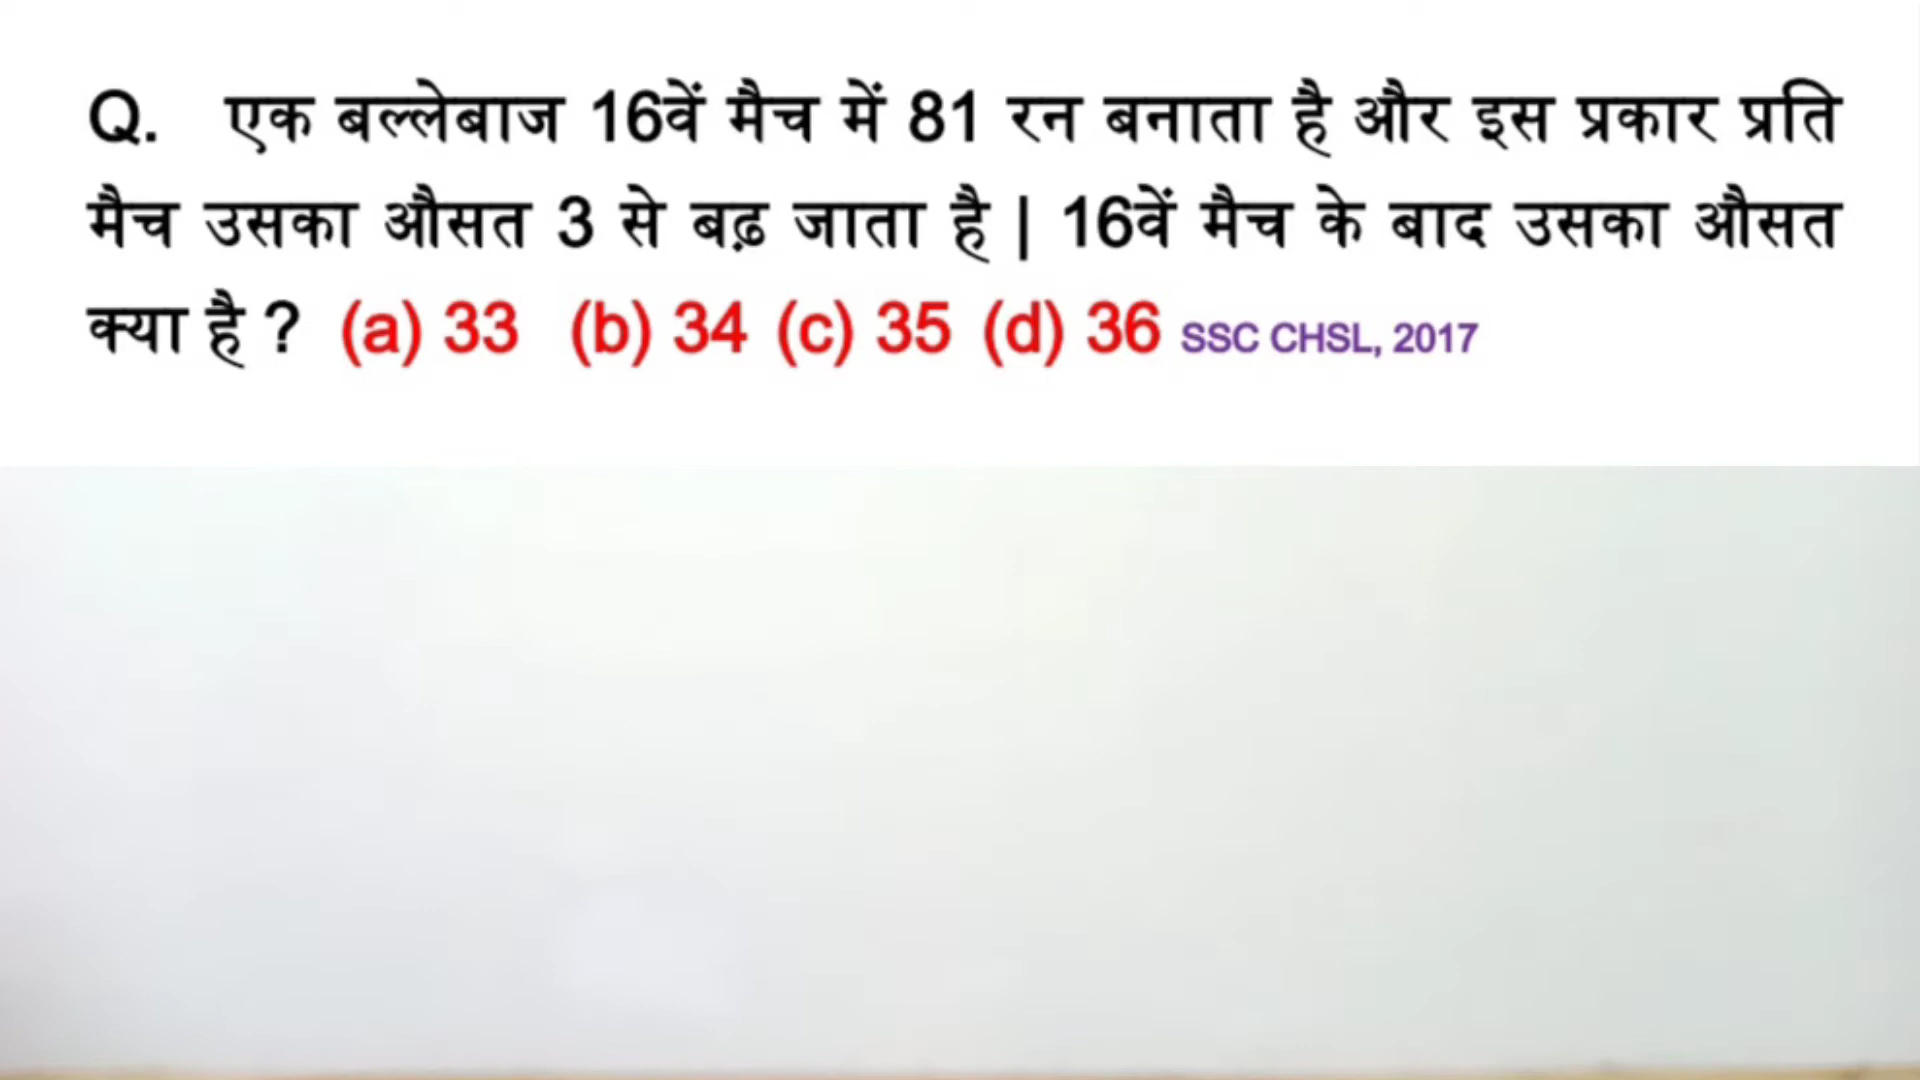 Q. एक बल्लेबाज 16वें मैच में 81 रन बनाता है और इस प्रकार प्रति
मैच उसका औसत 3 से बढ़ जाता है | 16वें मैच के बाद उसका औसत
क्या है ? (a) 33 (b) 34 (c) 35 (d) 36 SSC CHSL, 2017